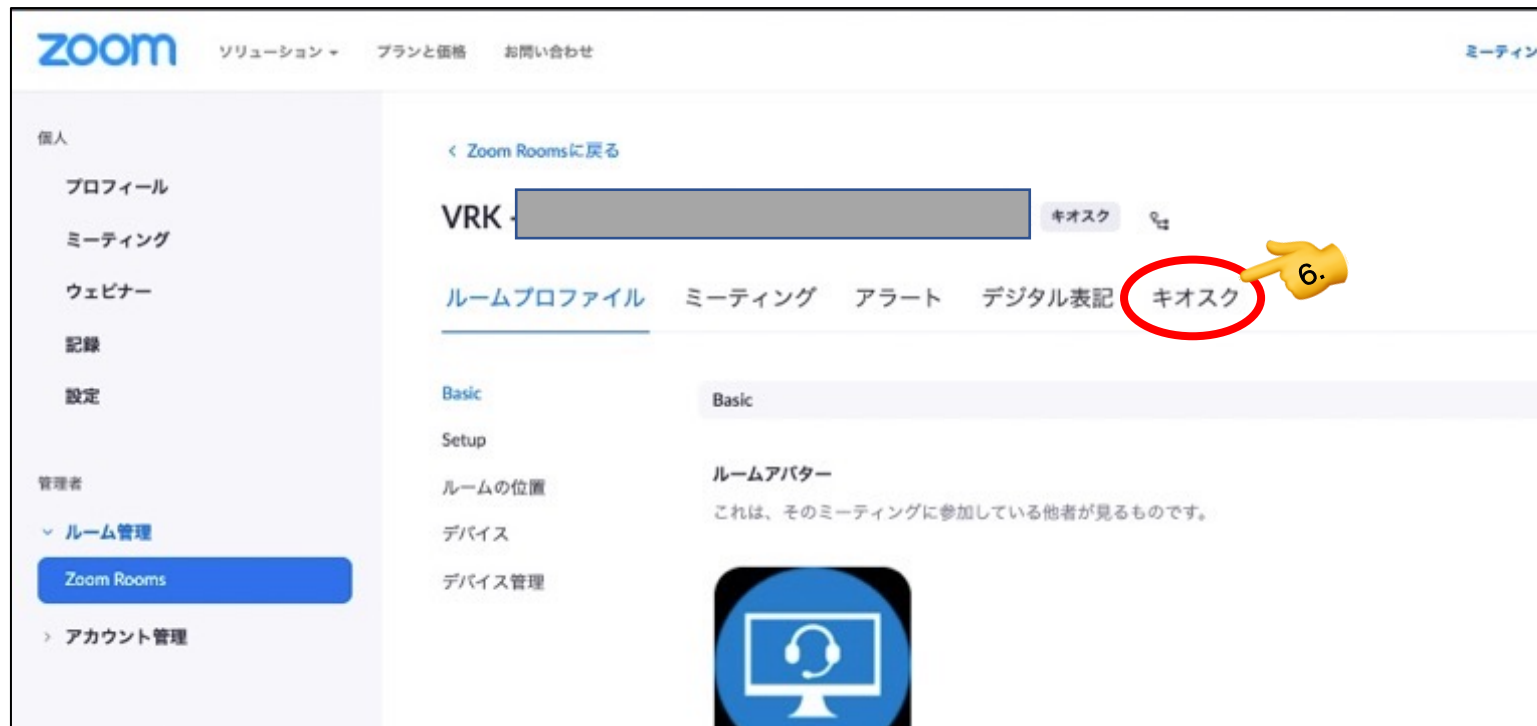 zoom ソリューション プランと価格 お問い合わせ ミーティン
個人
プロフィール
ミーティング
ウェビナー
記録
設定
管理者
ルーム管理
Zoom Rooms
アカウント管理
< Zoom Roomsに戻る
VRK - キオスク
ルームプロファイル ミーティング アラート デジタル表記 キオスク 6.
Basic
Setup
ルームの位置
デバイス
デバイス管理
Basic
ルームアバター
これは、そのミーティングに参加している他者が見るものです。